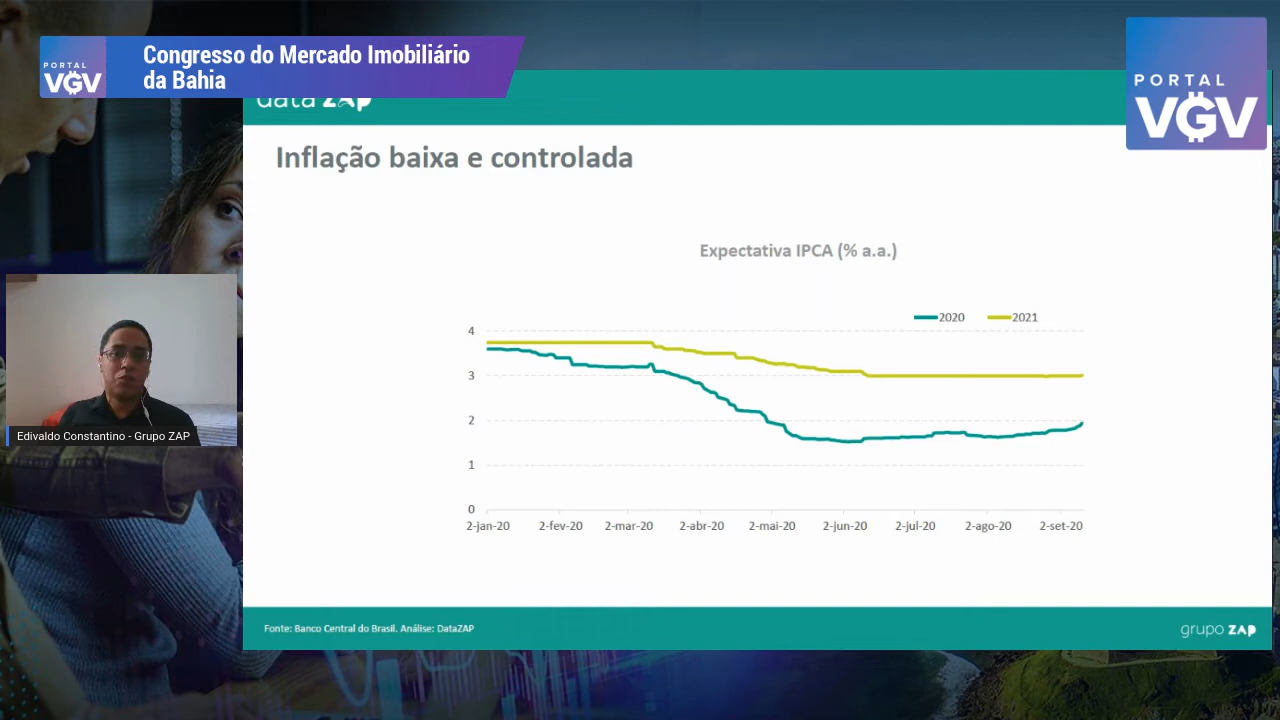 PORTAL
VGV
Congresso do Mercado Imobiliário
da Bahia
PORTAL
VGV
data ZAP
Inflação baixa e controlada
Expectativa IPCA (% a.a.)
2020
2021
4
3
2
1
0
2-jan-20
2-fev-20
2-mar-20
2-abr-20
2-mai-20
2-jun-20
2-jul-20
2-ago-20
2-set-20
Edivaldo Constantino - Grupo ZAP
Fonte: Banco Central do Brasil. Análise: DataZAP
grupo ZAP